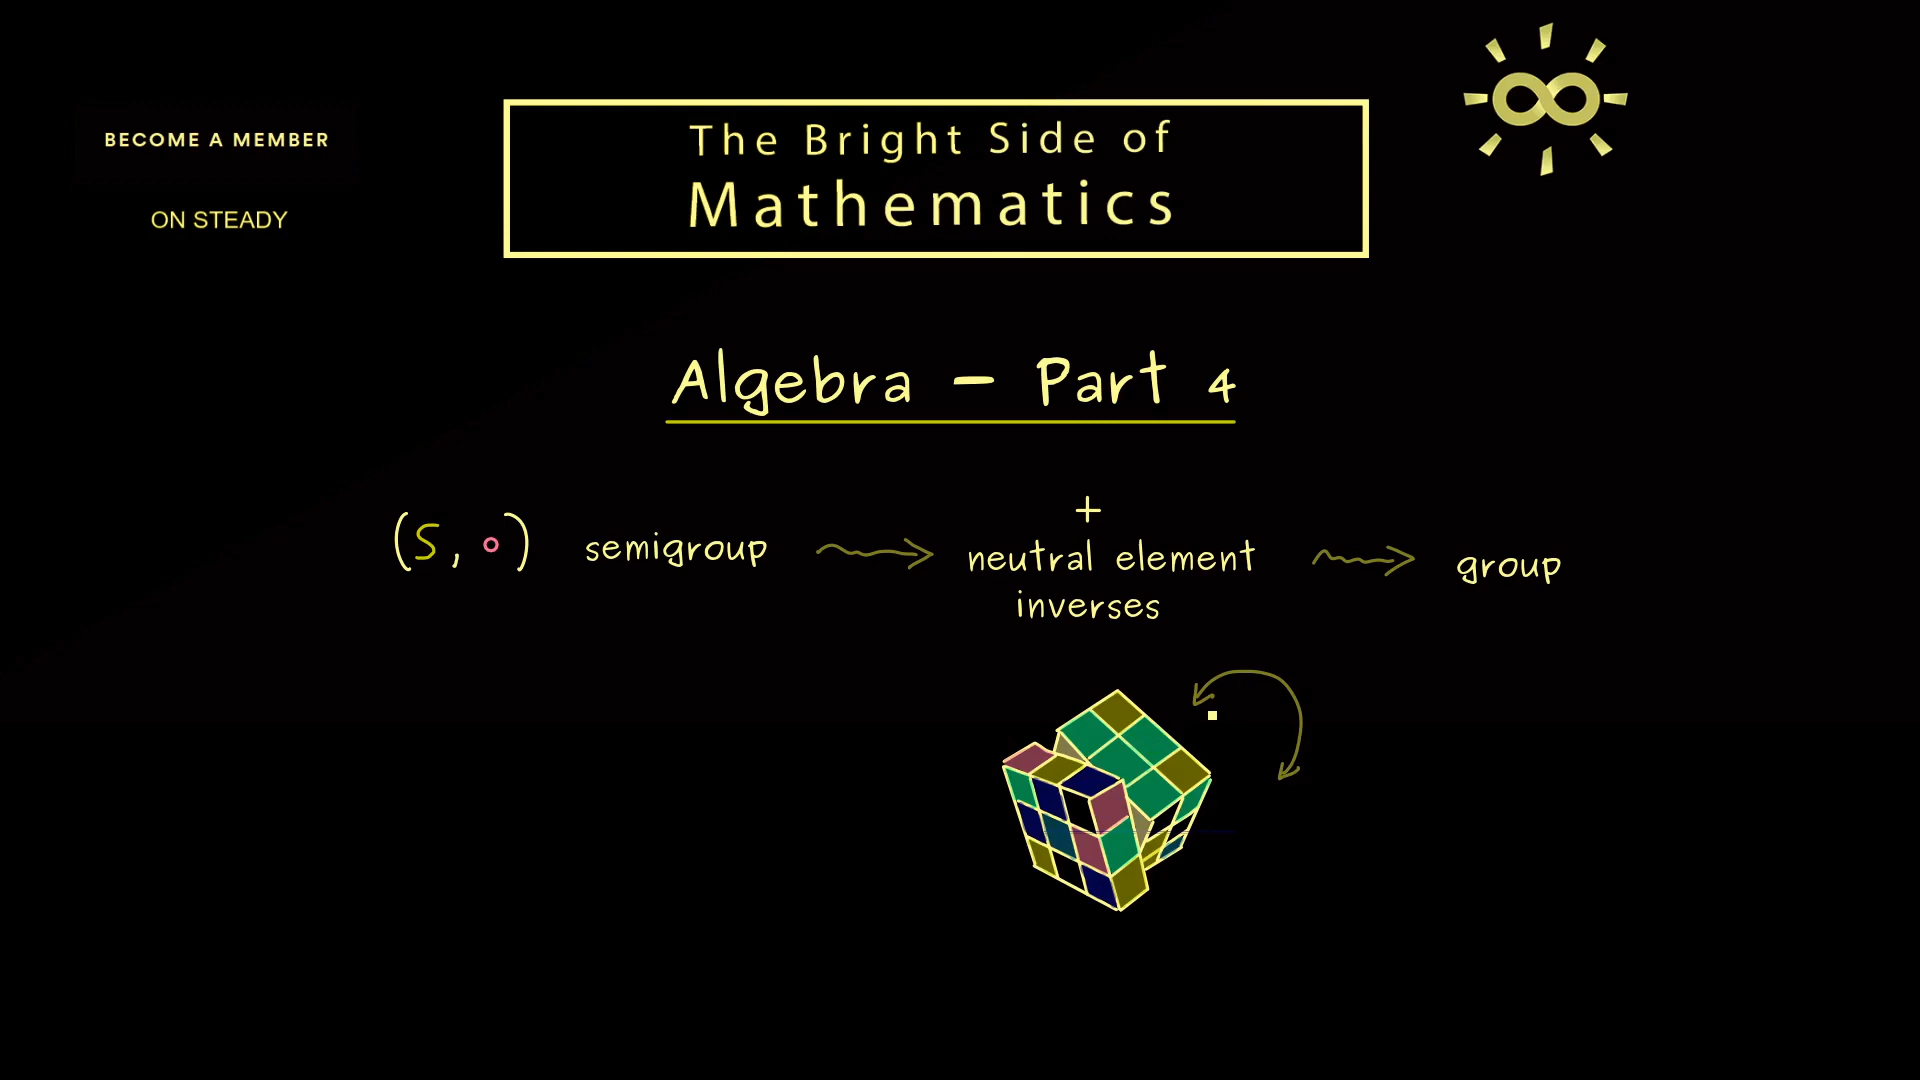 BECOME A MEMBER
ON STEADY
The Bright Side of
Mathematics
Algebra – Part 4
(S, ∘) semigroup
+
neutral element
inverses
group